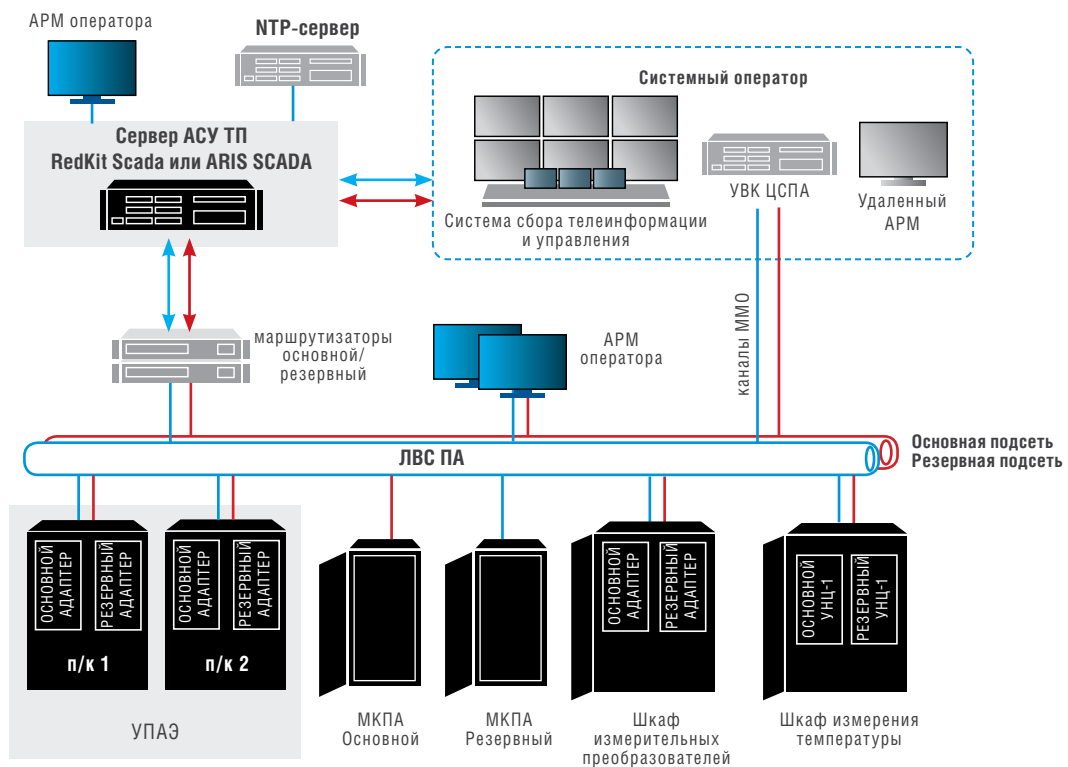 АРМ оператора
NTP-сервер
Системный оператор
Сервер АСУ ТП
RedKit Scada или ARIS SCADA
УВК ЦСПА
Удаленный
АРМ
Система сбора телеинформации
и управления
каналы ММО
маршрутизаторы
основной/
резервный
АРМ
оператора
Основная подсеть
Резервная подсеть
ЛВС ПА
ОСНОВНОЙ
АДАПТЕР
РЕЗЕРВНЫЙ
АДАПТЕР
п/к 1
ОСНОВНОЙ
АДАПТЕР
РЕЗЕРВНЫЙ
АДАПТЕР
п/к 2
УПАЭ
МКПА
Основной
МКПА
Резервный
ОСНОВНОЙ
АДАПТЕР
РЕЗЕРВНЫЙ
АДАПТЕР
Шкаф
измерительных
преобразователей
ОСНОВНОЙ
УНЦ-1
РЕЗЕРВНЫЙ
УНЦ-1
Шкаф измерения
температуры